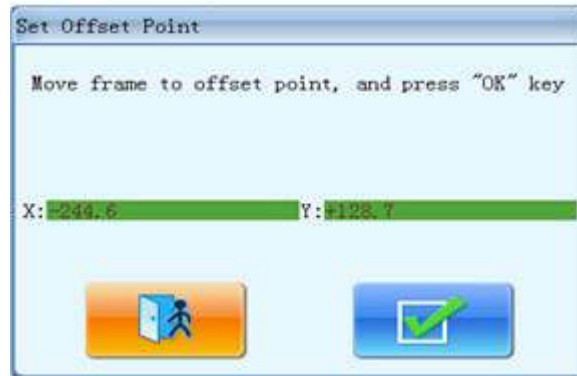 Set Offset Point
Move frame to offset point, and press "OK" key
X:-244.6 Y:+128.7